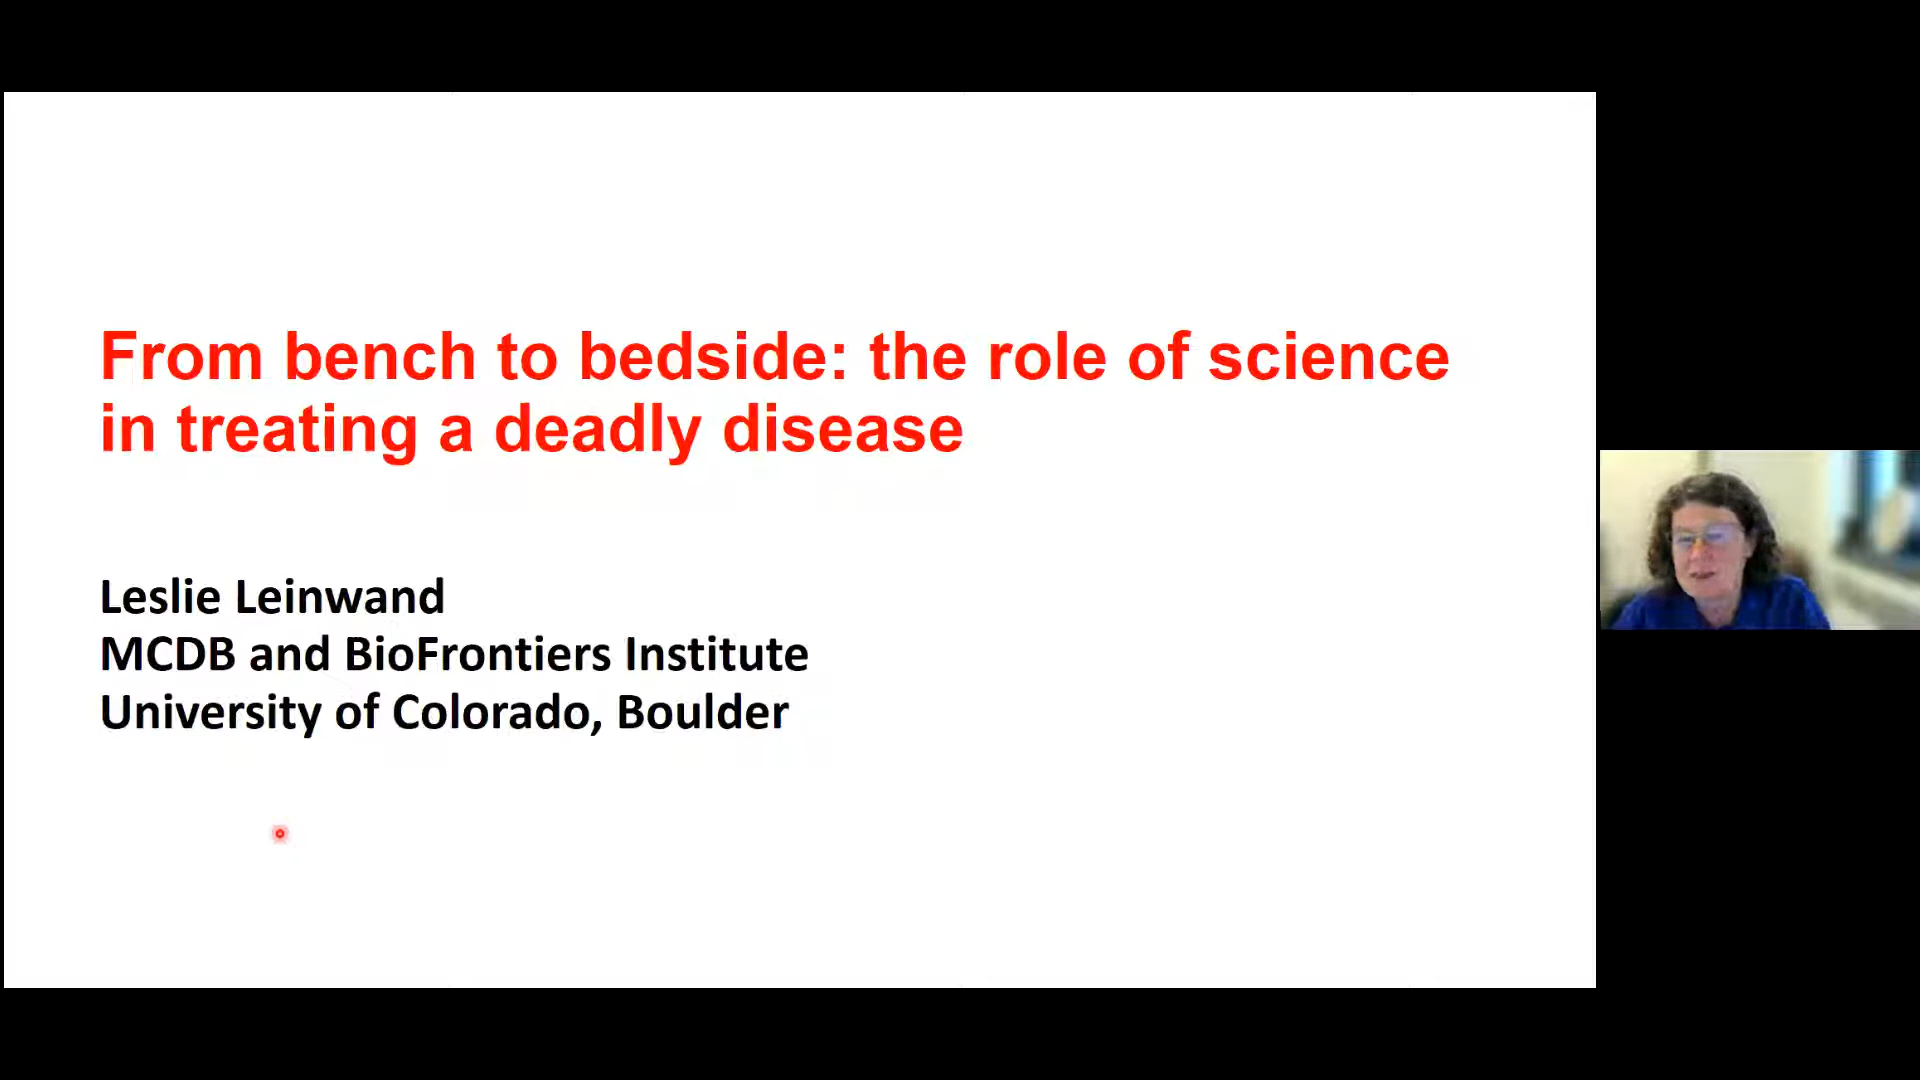 From bench to bedside: the role of science
in treating a deadly disease
Leslie Leinwand
MCDB and BioFrontiers Institute
University of Colorado, Boulder